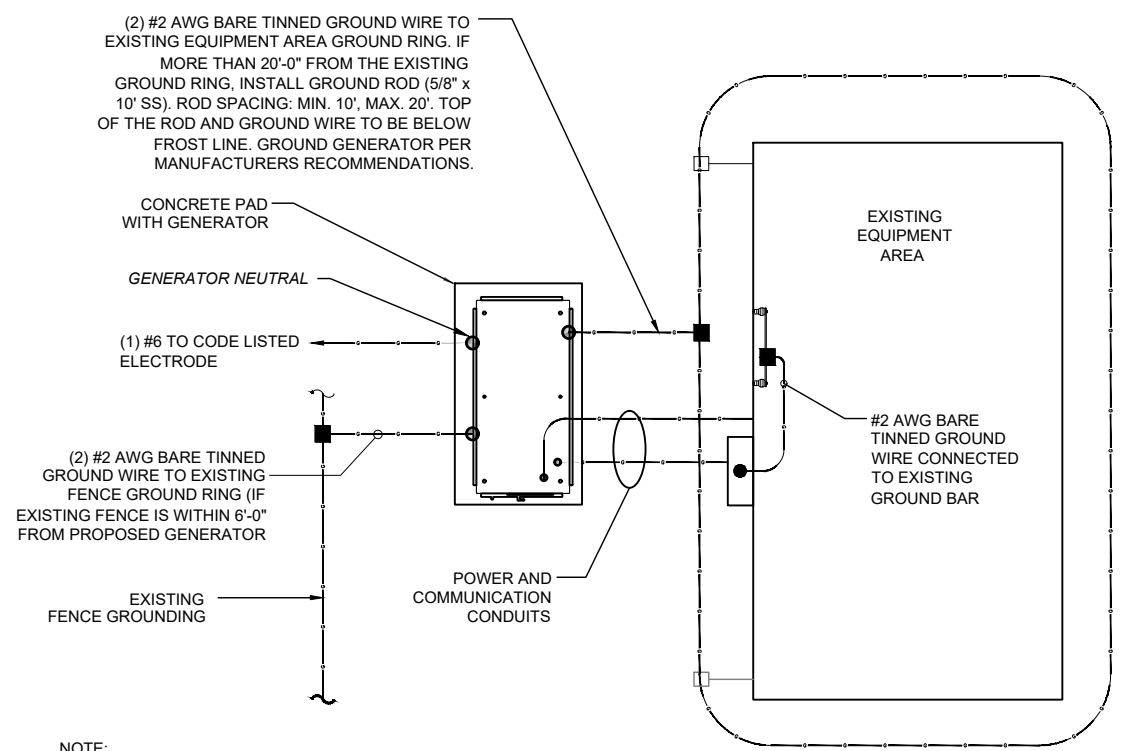 (2) #2 AWG BARE TINNED GROUND WIRE TO
EXISTING EQUIPMENT AREA GROUND RING. IF
MORE THAN 20'-0" FROM THE EXISTING
GROUND RING, INSTALL GROUND ROD (5/8" x
10' SS). ROD SPACING: MIN. 10', MAX. 20'. TOP
OF THE ROD AND GROUND WIRE TO BE BELOW
FROST LINE. GROUND GENERATOR PER
MANUFACTURERS RECOMMENDATIONS.
CONCRETE PAD
WITH GENERATOR
GENERATOR NEUTRAL
(1) #6 TO CODE LISTED
ELECTRODE
(2) #2 AWG BARE TINNED
GROUND WIRE TO EXISTING
FENCE GROUND RING (IF
EXISTING FENCE IS WITHIN 6'-0"
FROM PROPOSED GENERATOR
EXISTING
FENCE GROUNDING
POWER AND
COMMUNICATION
CONDUITS
EXISTING
EQUIPMENT
AREA
#2 AWG BARE
TINNED GROUND
WIRE CONNECTED
TO EXISTING
GROUND BAR
NOTE: